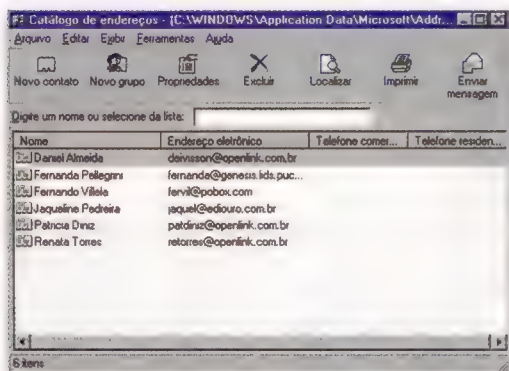 Catálogo de endereços - (C:\WINDOWS\Application Data\Microsoft\Addr...
Arquivo Editar Exibir Ferramentas Ajuda
Novo contato Novo grupo Propriedades Excluir Localizar Imprimir Enviar mensagem
Digite um nome ou selecione da lista:
Nome Endereço eletrônico Telefone comer... Telefone residen...
Daniel Almeida deivisson@openlink.com.br
Fernanda Pellegrini fernanda@genesis.lids.puc...
Fernando Villela fervil@pobox.com
Jaqueline Pedreira jaquel@ediouro.com.br
Patricia Diniz patdiniz@openlink.com.br
Renata Torres retorres@openlink.com.br
6 itens